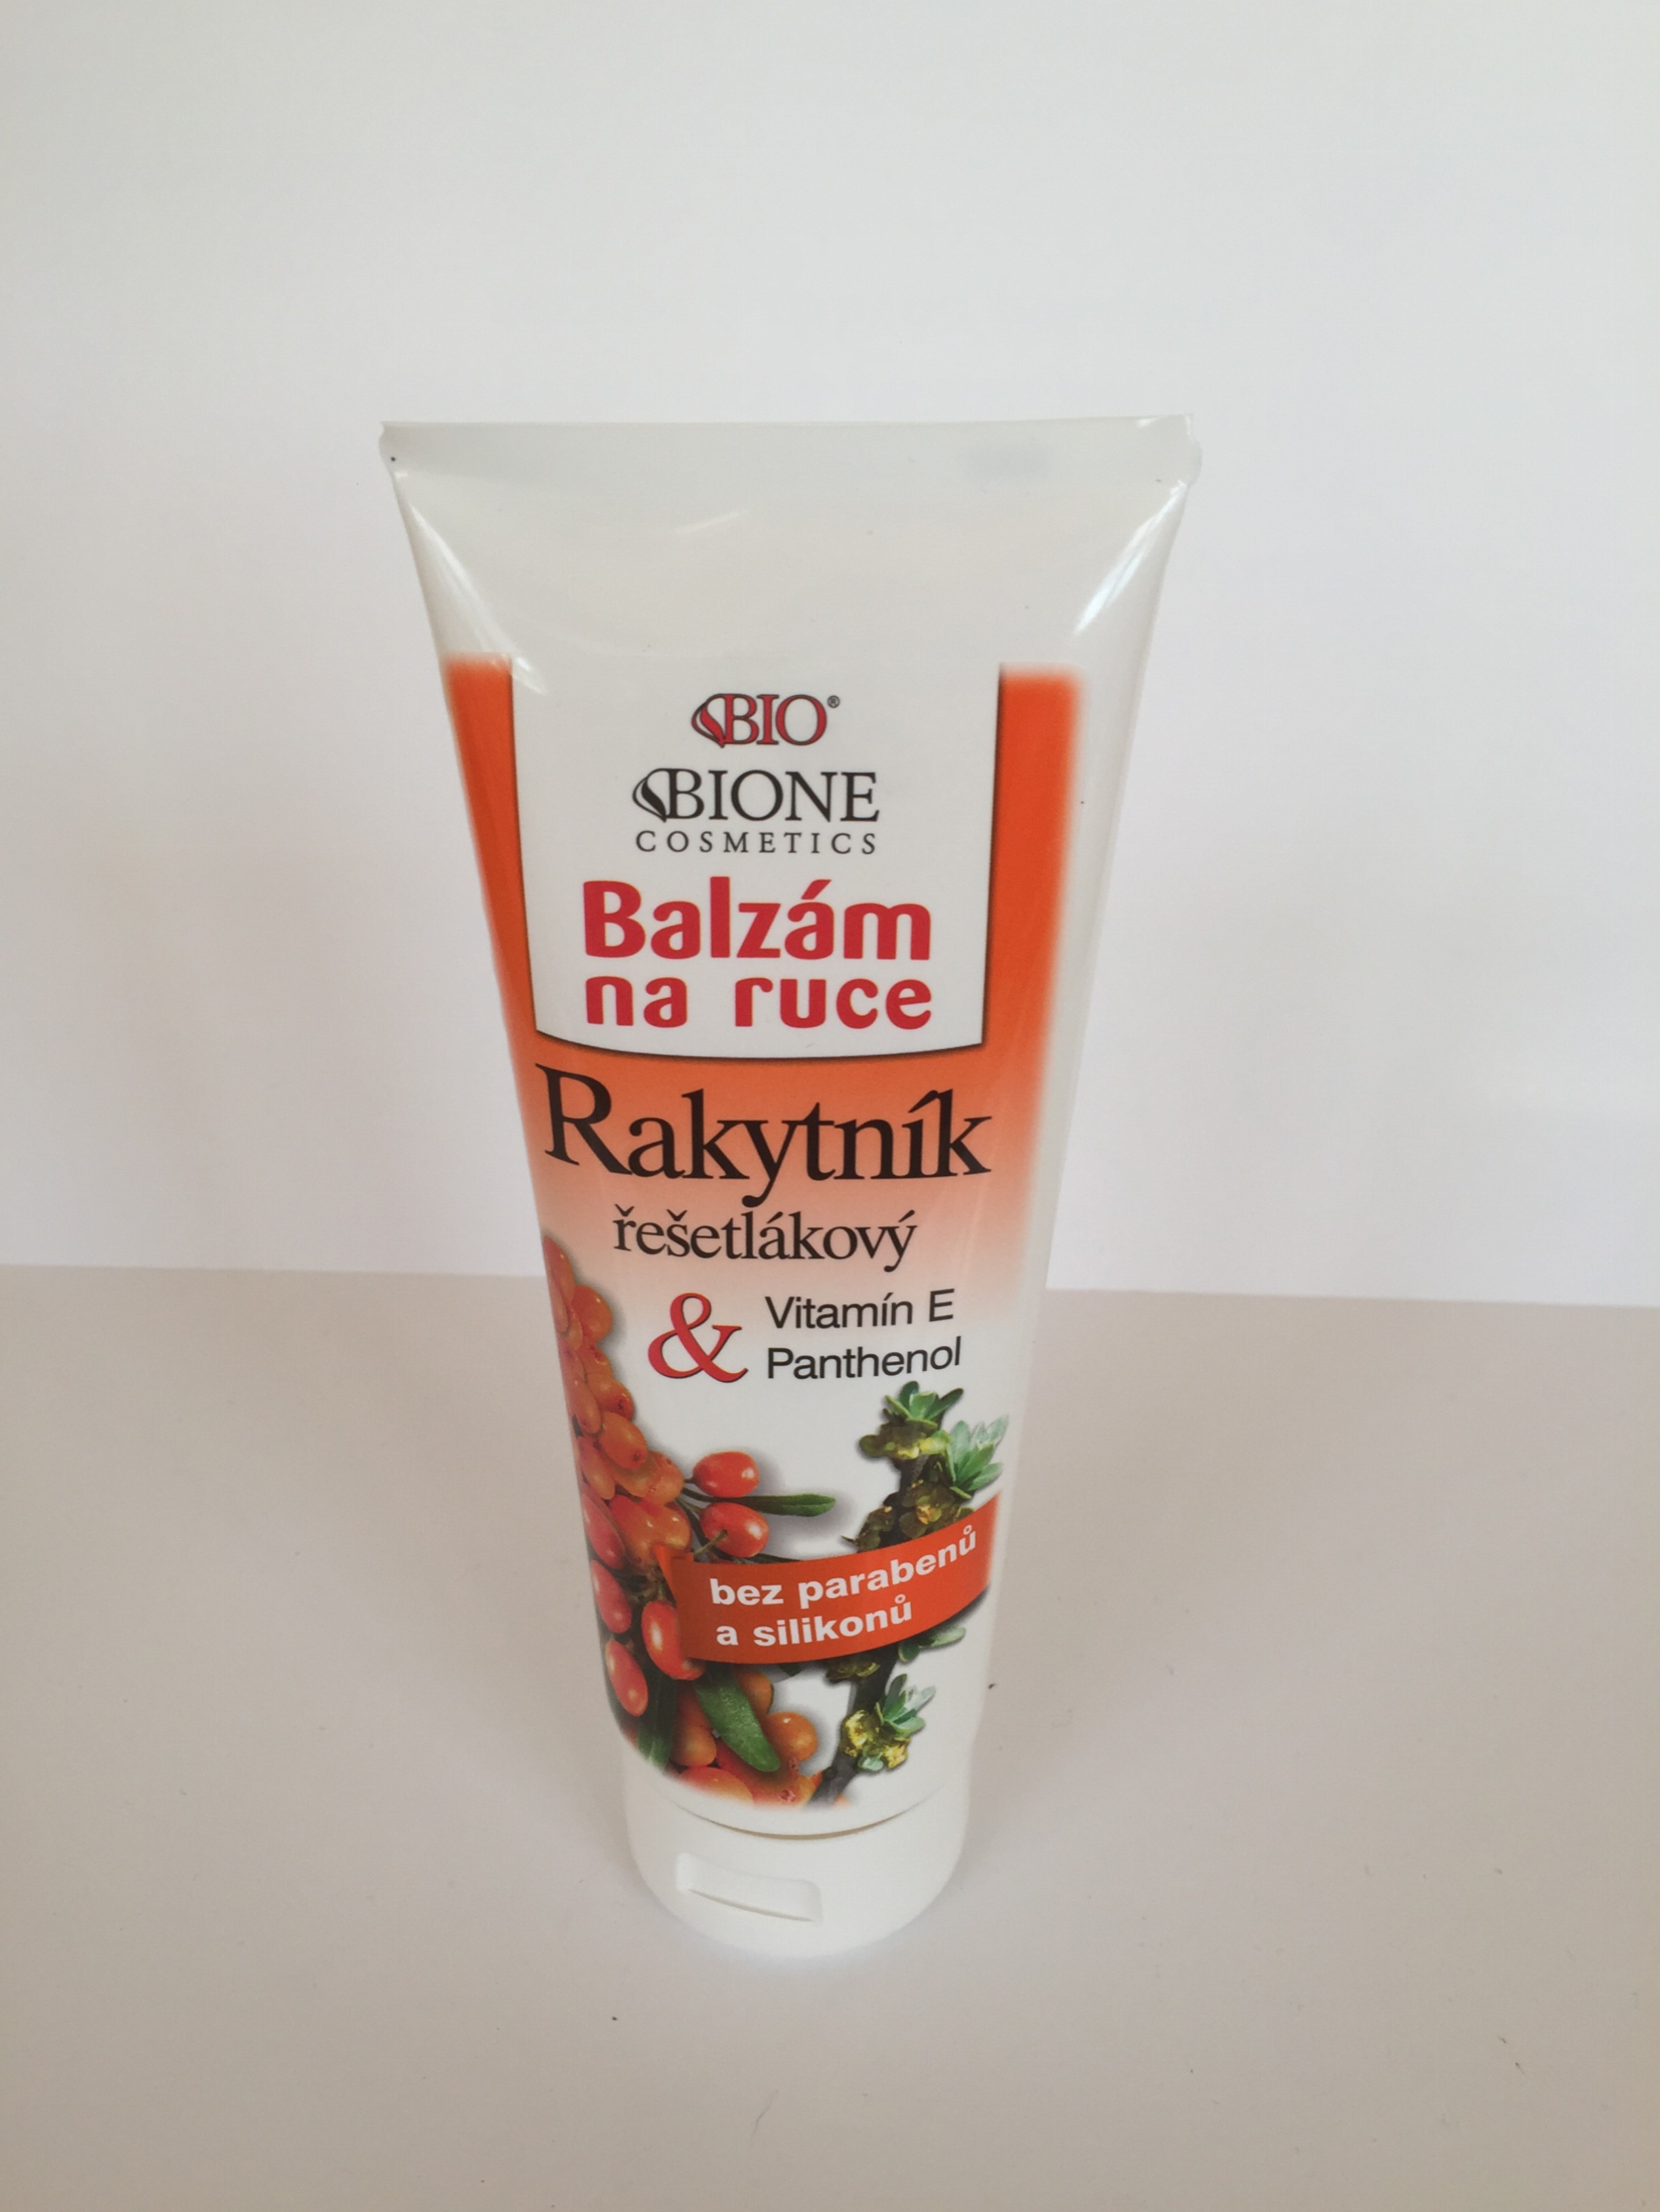 BIO®
BIONE
COSMETICS
Balzám
na ruce
Rakytník
řešetlákový
& Vitamín E
Panthenol
bez parabenů
a silikonů